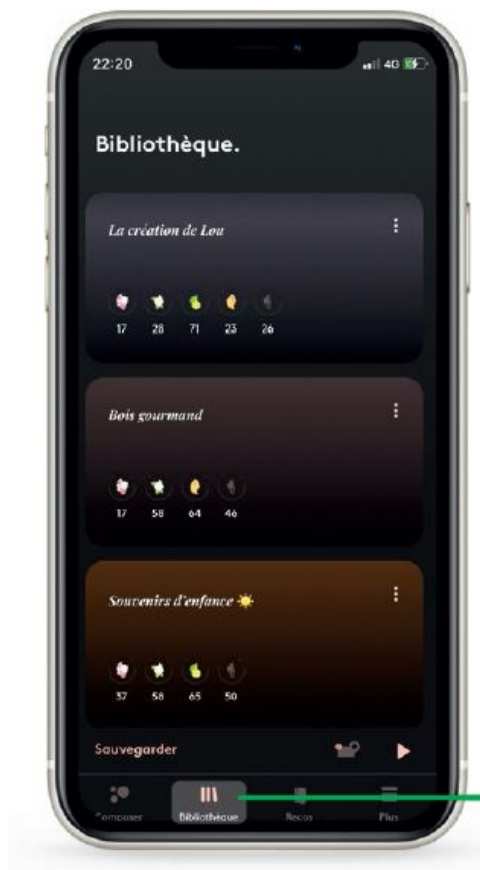 22:20
4G
Bibliothèque.
La création de Lou
17 28 71 23 26
Bois gourmand
17 58 64 46
Souvenirs d'enfance
37 58 65 50
Sauvegarder
Composer Bibliothèque Recos Plus